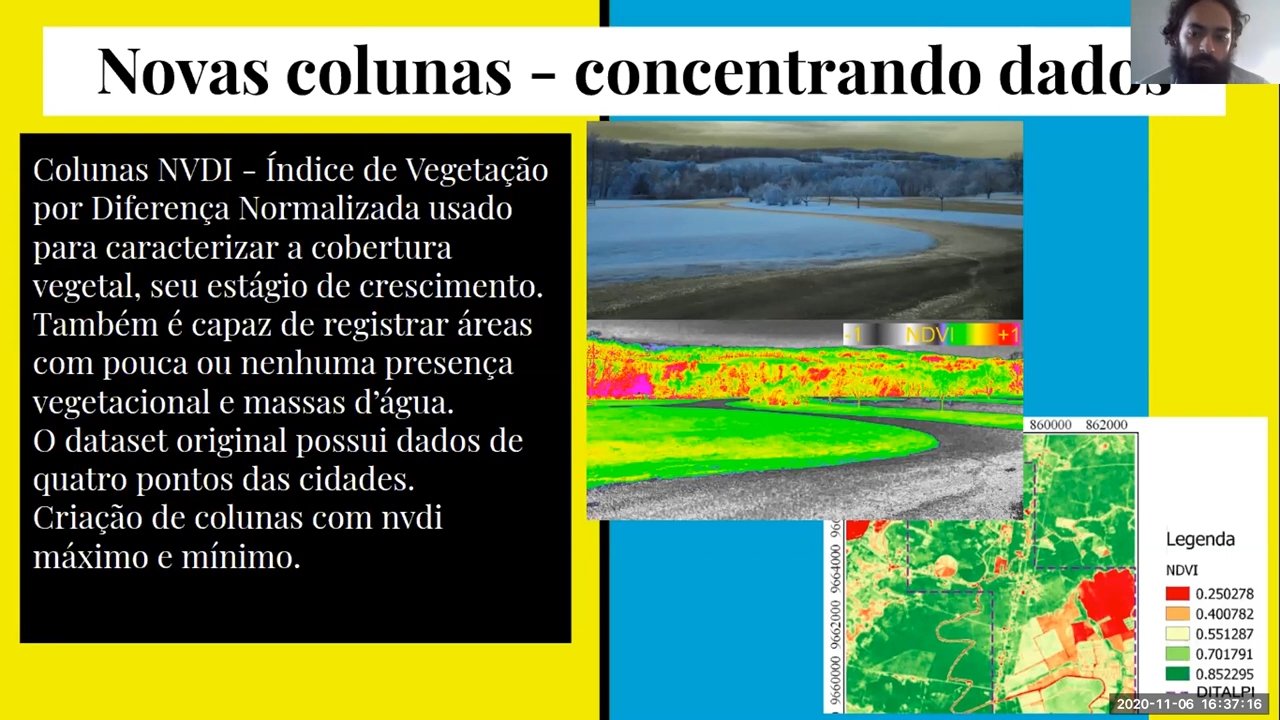 Novas colunas - concentrando dados
Colunas NVDI - Índice de Vegetação
por Diferença Normalizada usado
para caracterizar a cobertura
vegetal, seu estágio de crescimento.
Também é capaz de registrar áreas
com pouca ou nenhuma presença
vegetacional e massas d’água.
O dataset original possui dados de
quatro pontos das cidades.
Criação de colunas com nvdi
máximo e mínimo.
-1 NDVI +1
860000 862000
9664000
9662000
9660000
Legenda
NDVI
0.250278
0.400782
0.551287
0.701791
0.852295
DITALPI
2020-11-06 16:37:16